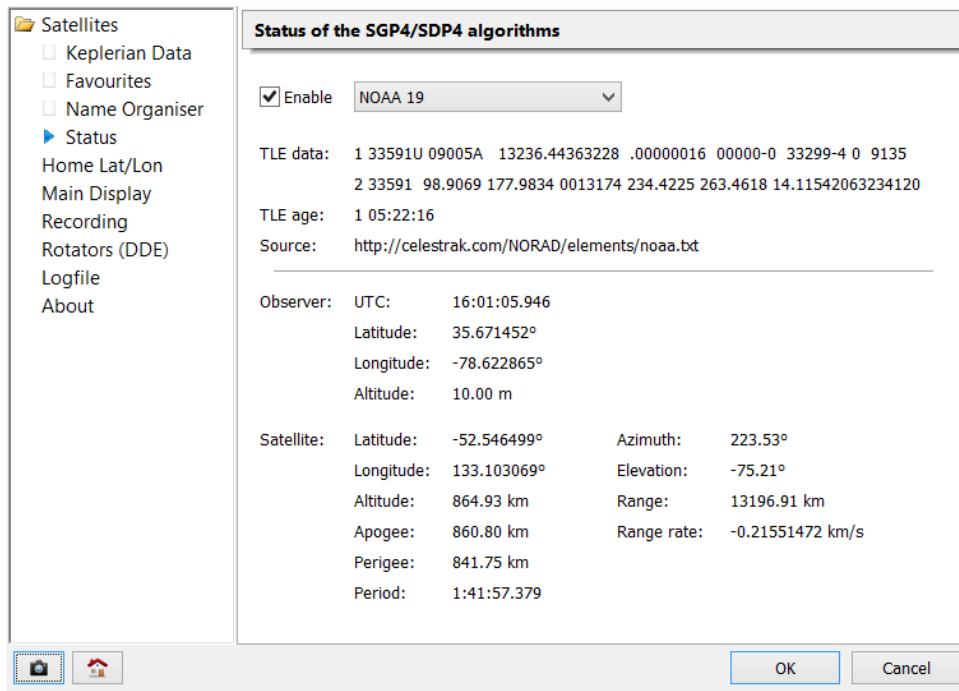 Satellites
Keplerian Data
Favourites
Name Organiser
Status
Home Lat/Lon
Main Display
Recording
Rotators (DDE)
Logfile
About
Status of the SGP4/SDP4 algorithms
Enable NOAA 19
TLE data: 1 33591U 09005A 13236.44363228 .00000016 00000-0 33299-4 0 9135
2 33591 98.9069 177.9834 0013174 234.4225 263.4618 14.11542063234120
TLE age: 1 05:22:16
Source: http://celestrak.com/NORAD/elements/noaa.txt
Observer: UTC: 16:01:05.946
Latitude: 35.671452º
Longitude: -78.622865º
Altitude: 10.00 m
Satellite: Latitude: -52.546499º Azimuth: 223.53º
Longitude: 133.103069º Elevation: -75.21º
Altitude: 864.93 km Range: 13196.91 km
Apogee: 860.80 km Range rate: -0.21551472 km/s
Perigee: 841.75 km
Period: 1:41:57.379
OK Cancel